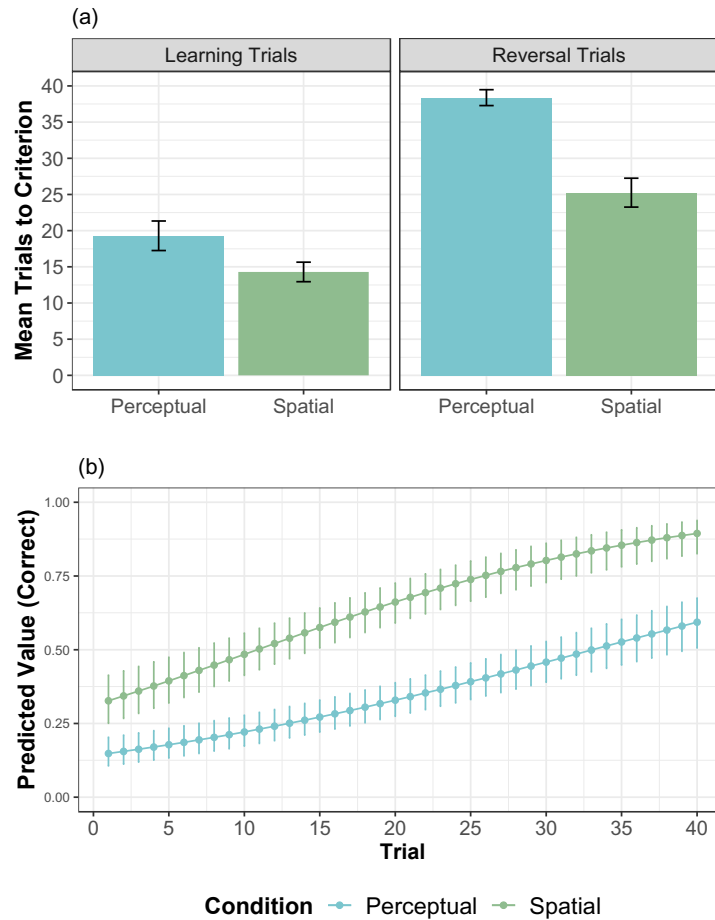 (a)
Learning Trials
Reversal Trials
Mean Trials to Criterion
40
35
30
25
20
15
10
5
0
Perceptual Spatial
Perceptual Spatial
(b)
Predicted Value (Correct)
1.00
0.75
0.50
0.25
0.00
0 5 10 15 20 25 30 35 40
Trial
Condition Perceptual Spatial